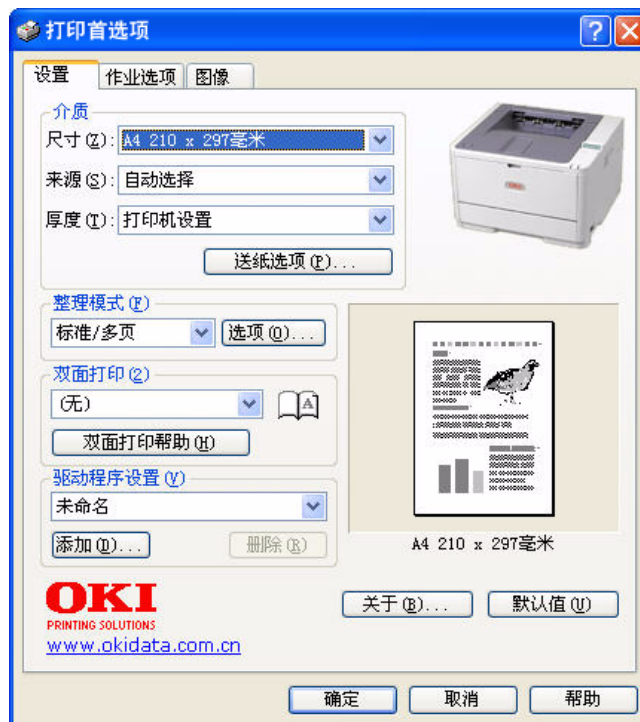 打印首选项
设置 作业选项 图像
介质
尺寸(Z): A4 210 x 297毫米
来源(S): 自动选择
厚度(T): 打印机设置
送纸选项(P)...
整理模式(F)
标准/多页 选项(O)...
双面打印(2)
(无)
双面打印帮助(H)
驱动程序设置(V)
未命名
添加(D)... 删除(R)
A4 210 x 297毫米
OKI
PRINTING SOLUTIONS
www.okidata.com.cn
关于(B)... 默认值(U)
确定 取消 帮助